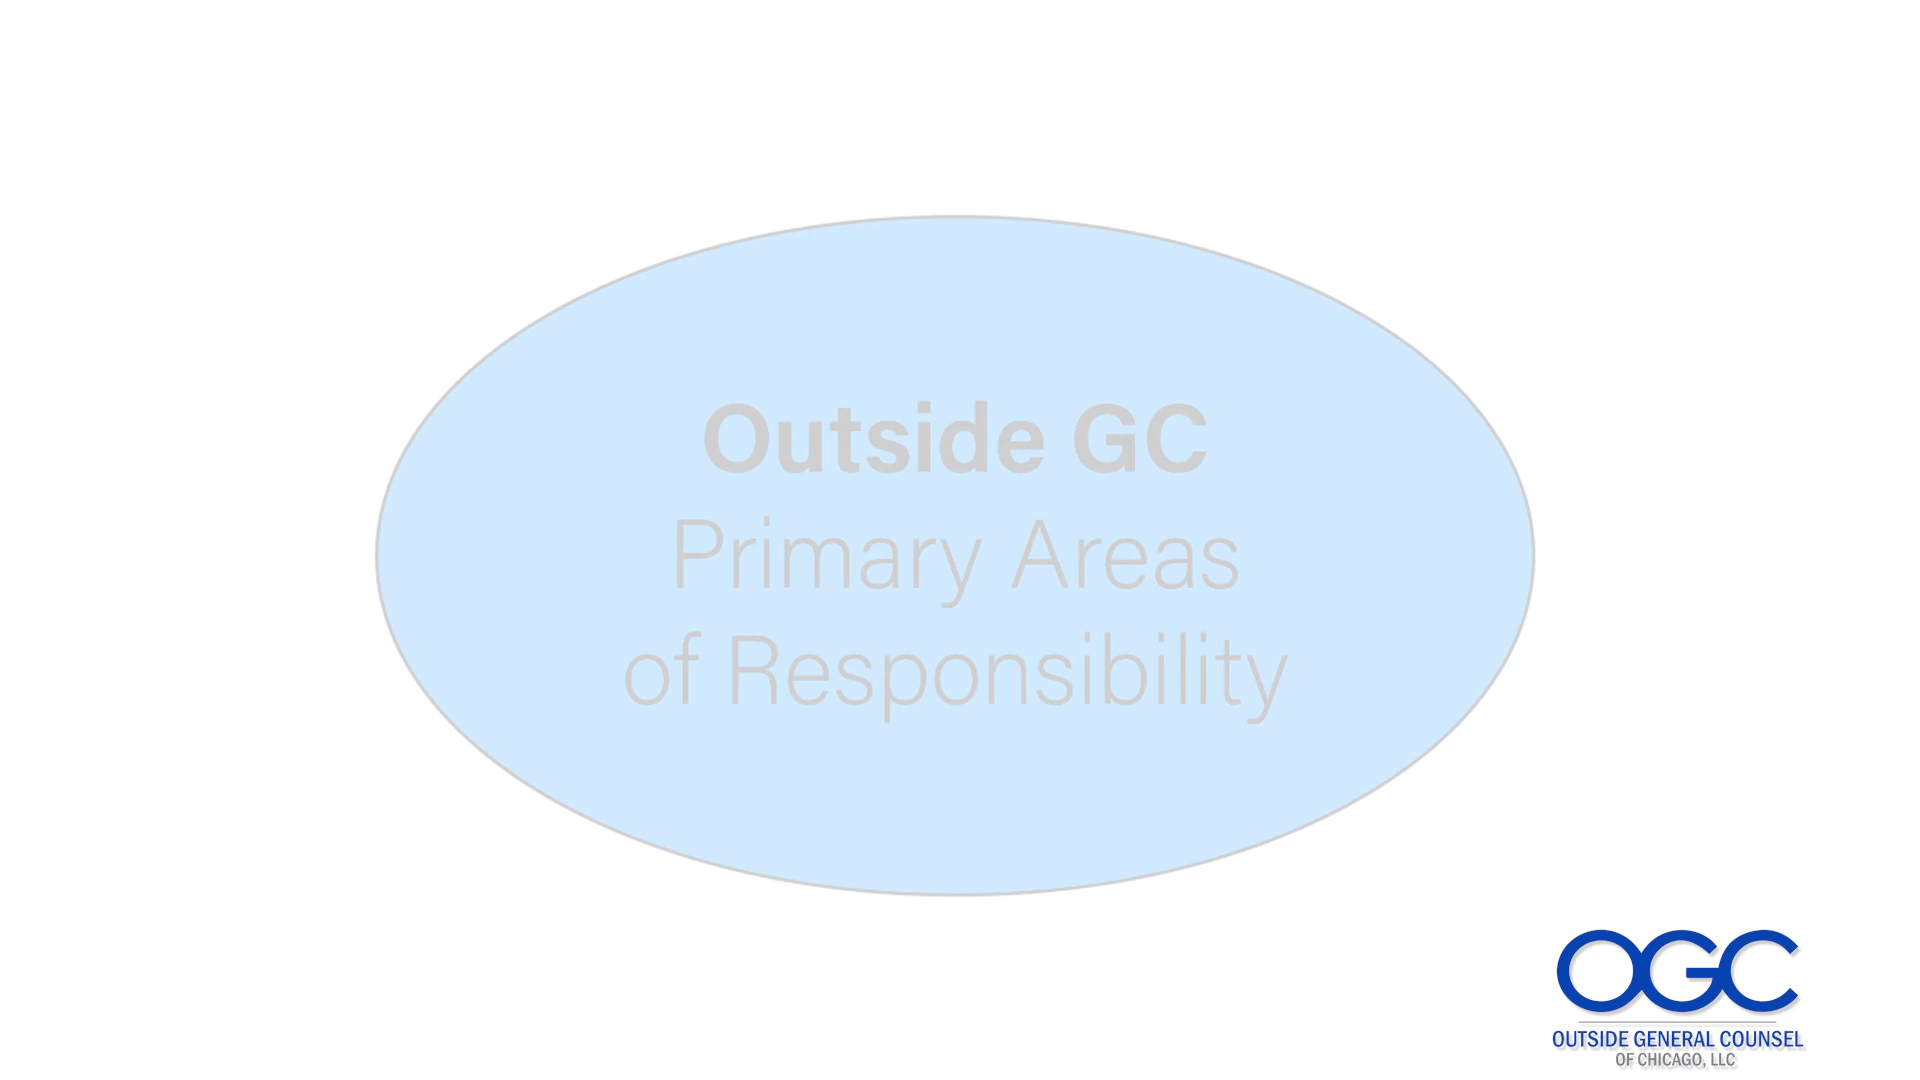 Outside GC
Primary Areas
of Responsibility
OGC
OUTSIDE GENERAL COUNSEL
OF CHICAGO, LLC